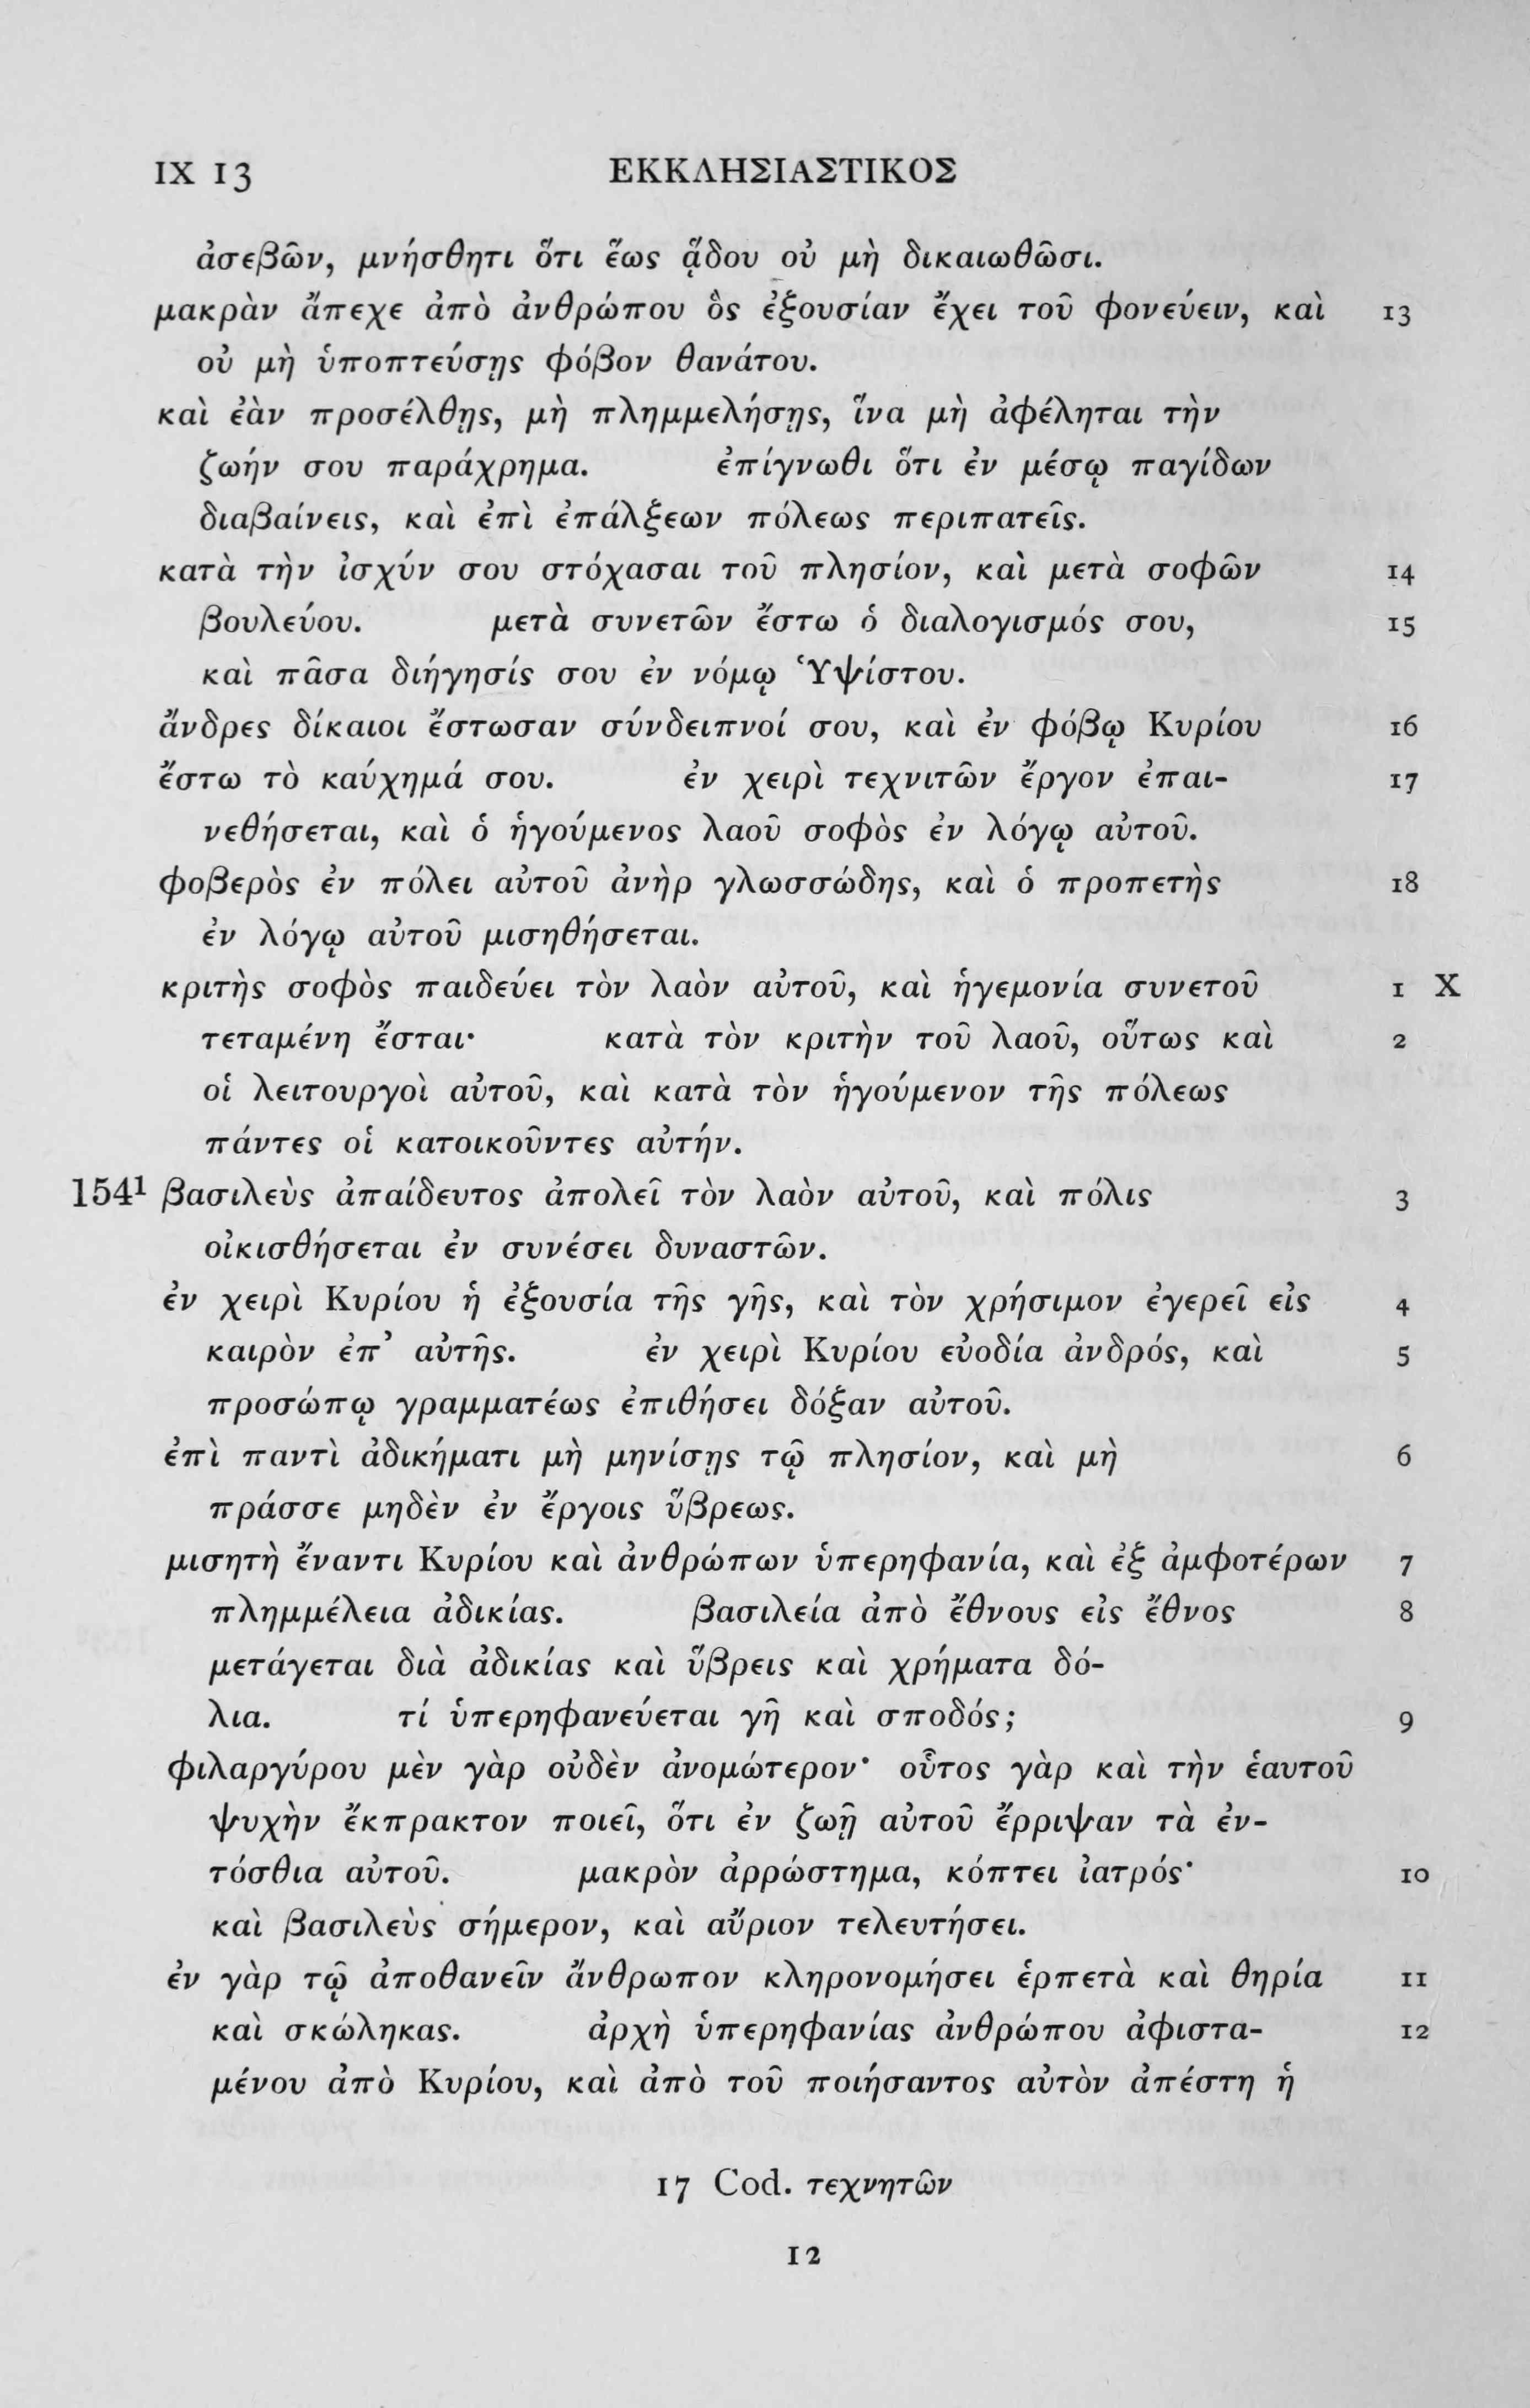 IX 13 ΕΚΚΛΗΣΙΑΣΤΙΚΟΣ
ἀσεβῶν, μνήσθητι ὅτι ἕως ᾅδου οὐ μὴ δικαιωθῶσι.
μακρὰν ἄπεχε ἀπὸ ἀνθρώπου ὃς ἐξουσίαν ἔχει τοῦ φονεύειν, καὶ 13
οὐ μὴ ὑποπτεύσῃς φόβον θανάτου.
καὶ ἐὰν προσέλθῃς, μὴ πλημμελήσῃς, ἵνα μὴ ἀφέληται τὴν
ζωήν σου παράχρημα. ἐπίγνωθι ὅτι ἐν μέσῳ παγίδων
διαβαίνεις, καὶ ἐπὶ ἐπάλξεων πόλεως περιπατεῖς.
κατὰ τὴν ἰσχύν σου στόχασαι τοῦ πλησίον, καὶ μετὰ σοφῶν 14
βουλεύου. μετὰ συνετῶν ἔστω ὁ διαλογισμός σου, 15
καὶ πᾶσα διήγησίς σου ἐν νόμῳ Ὑψίστου.
ἄνδρες δίκαιοι ἔστωσαν σύνδειπνοί σου, καὶ ἐν φόβῳ Κυρίου 16
ἔστω τὸ καύχημά σου. ἐν χειρὶ τεχνιτῶν ἔργον ἐπαι- 17
νεθήσεται, καὶ ὁ ἡγούμενος λαοῦ σοφὸς ἐν λόγῳ αὐτοῦ.
φοβερὸς ἐν πόλει αὐτοῦ ἀνὴρ γλωσσώδης, καὶ ὁ προπετὴς 18
ἐν λόγῳ αὐτοῦ μισηθήσεται.
κριτὴς σοφὸς παιδεύει τὸν λαὸν αὐτοῦ, καὶ ἡγεμονία συνετοῦ 1 X
τεταμένη ἔσται· κατὰ τὸν κριτὴν τοῦ λαοῦ, οὕτως καὶ 2
οἱ λειτουργοὶ αὐτοῦ, καὶ κατὰ τὸν ἡγούμενον τῆς πόλεως
πάντες οἱ κατοικοῦντες αὐτήν.
154¹ βασιλεὺς ἀπαίδευτος ἀπολεῖ τὸν λαὸν αὐτοῦ, καὶ πόλις 3
οἰκισθήσεται ἐν συνέσει δυναστῶν.
ἐν χειρὶ Κυρίου ἡ ἐξουσία τῆς γῆς, καὶ τὸν χρήσιμον ἐγερεῖ εἰς 4
καιρὸν ἐπ’ αὐτῆς. ἐν χειρὶ Κυρίου εὐοδία ἀνδρός, καὶ 5
προσώπῳ γραμματέως ἐπιθήσει δόξαν αὐτοῦ.
ἐπὶ παντὶ ἀδικήματι μὴ μηνίσῃς τῷ πλησίον, καὶ μὴ 6
πράσσε μηδὲν ἐν ἔργοις ὕβρεως.
μισητὴ ἔναντι Κυρίου καὶ ἀνθρώπων ὑπερηφανία, καὶ ἐξ ἀμφοτέρων 7
πλημμέλεια ἀδικίας. βασιλεία ἀπὸ ἔθνους εἰς ἔθνος 8
μετάγεται διὰ ἀδικίας καὶ ὕβρεις καὶ χρήματα δό-
λια. τί ὑπερηφανεύεται γῆ καὶ σποδός; 9
φιλαργύρου μὲν γὰρ οὐδὲν ἀνομώτερον· οὗτος γὰρ καὶ τὴν ἑαυτοῦ
ψυχὴν ἔκπρακτον ποιεῖ, ὅτι ἐν ζωῇ αὐτοῦ ἔρριψαν τὰ ἐν-
τόσθια αὐτοῦ. μακρὸν ἀρρώστημα, κόπτει ἰατρός· 10
καὶ βασιλεὺς σήμερον, καὶ αὔριον τελευτήσει.
ἐν γὰρ τῷ ἀποθανεῖν ἄνθρωπον κληρονομήσει ἑρπετὰ καὶ θηρία 11
καὶ σκώληκας. ἀρχὴ ὑπερηφανίας ἀνθρώπου ἀφιστα- 12
μένου ἀπὸ Κυρίου, καὶ ἀπὸ τοῦ ποιήσαντος αὐτὸν ἀπέστη ἡ
17 Cod. τεχνητῶν
12